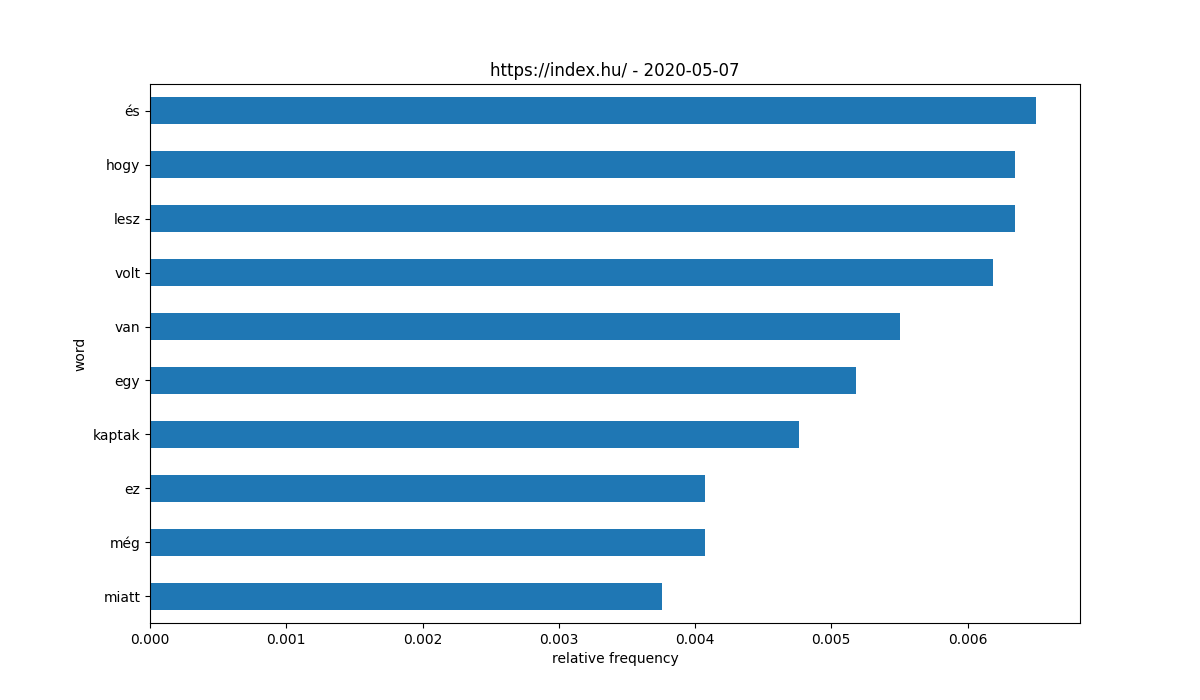 https://index.hu/ - 2020-05-07
és
hogy
lesz
volt
van
egy
kaptak
ez
még
miatt
word
0.000 0.001 0.002 0.003 0.004 0.005 0.006
relative frequency